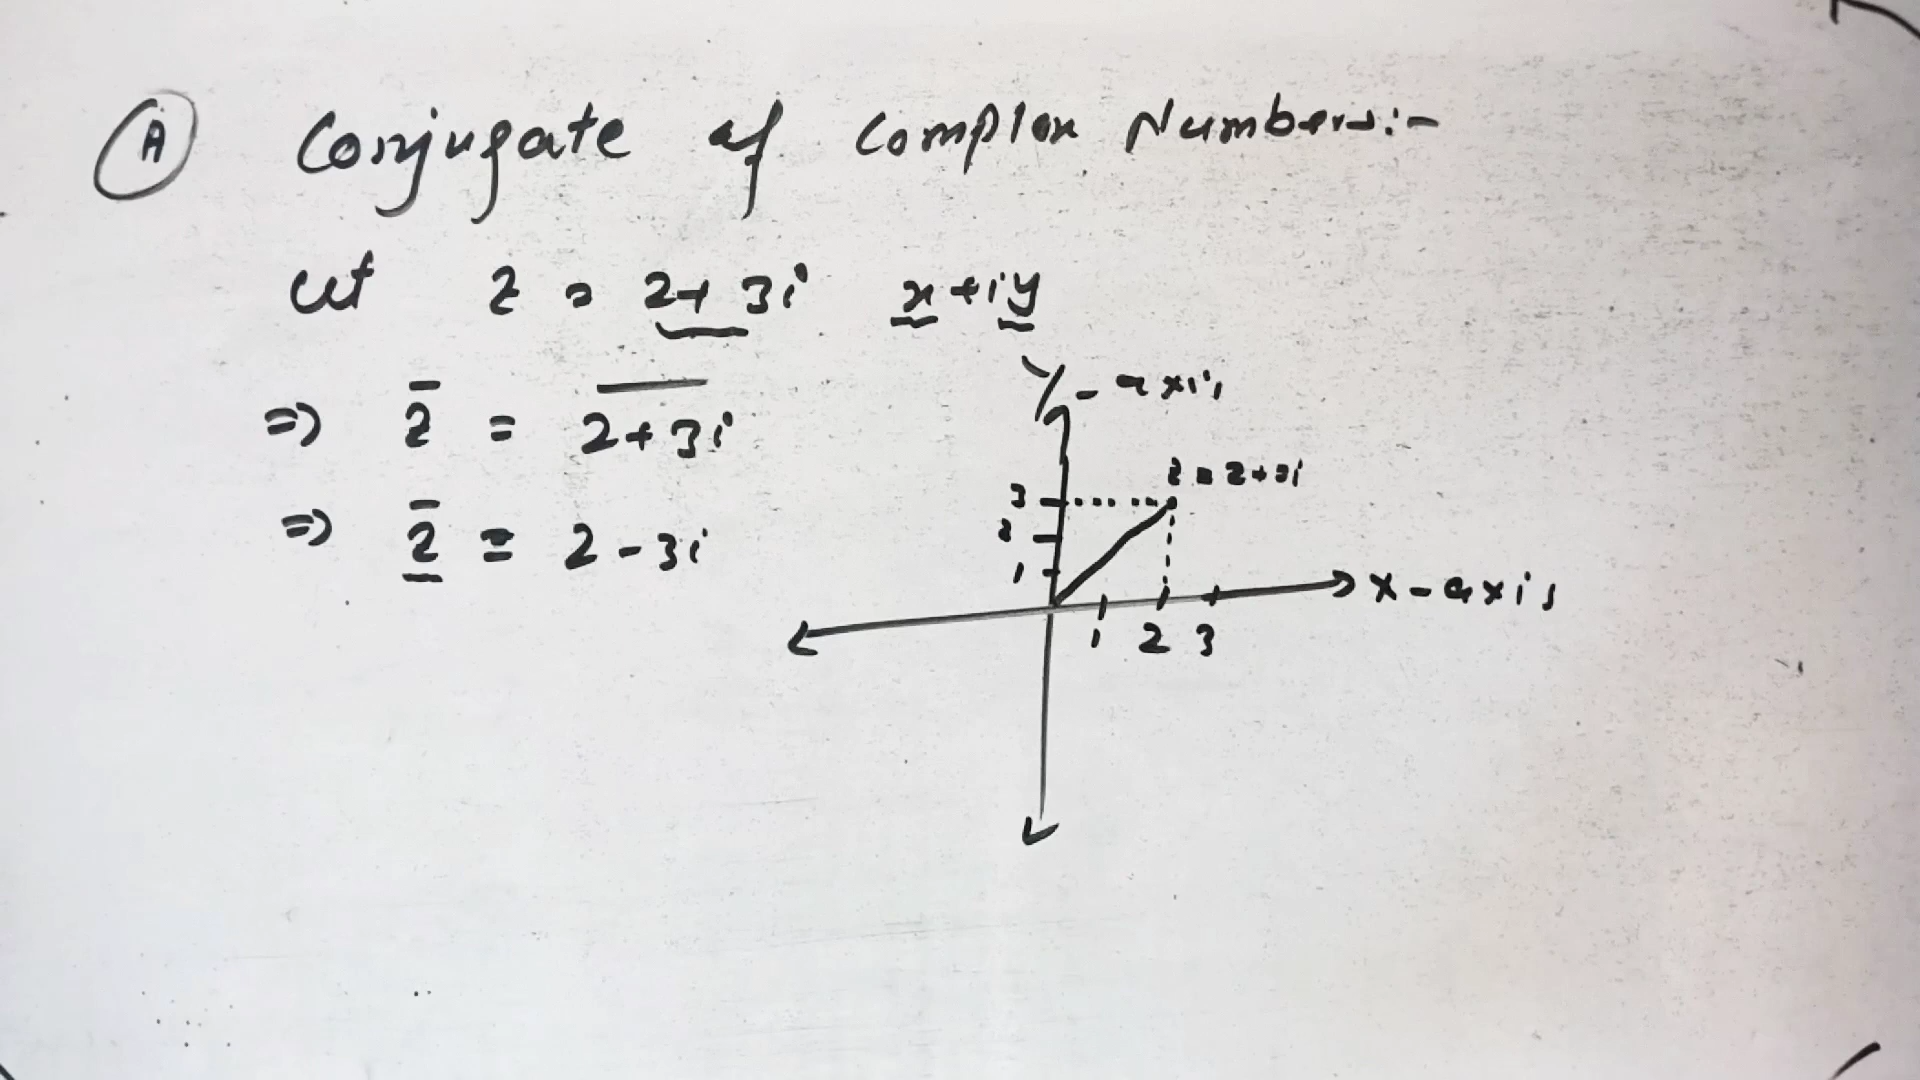 A Conjugate of Complex Numbers:-
Let z = 2+3i x+iy
⇒ z̅ = \overline{2+3i}
⇒ z̅ = 2-3i
Y-axis
z = 2+3i
3
2
1
X-axis
1 2 3